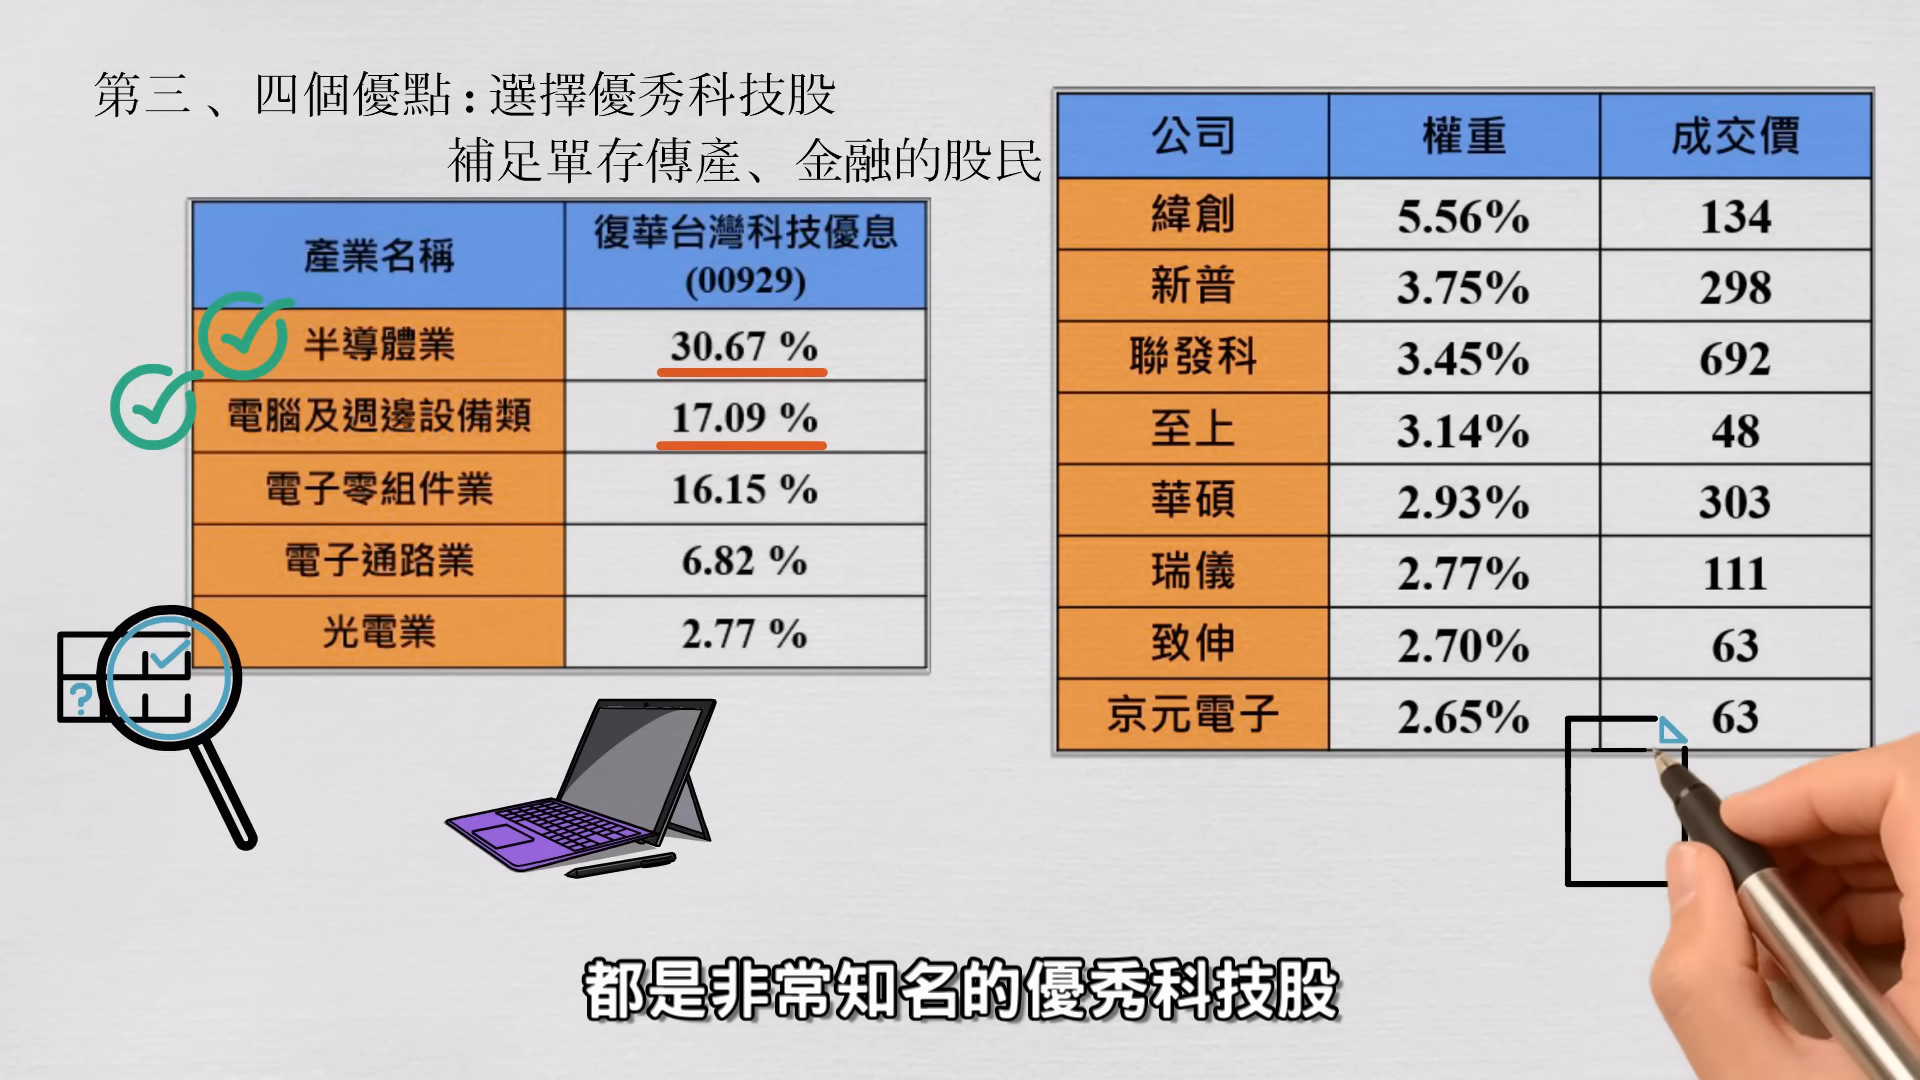 第三、四個優點:選擇優秀科技股
補足單存傳產、金融的股民
產業名稱 復華台灣科技優息(00929)
半導體業 30.67 %
電腦及週邊設備類 17.09 %
電子零組件業 16.15 %
電子通路業 6.82 %
光電業 2.77 %
公司 權重 成交價
緯創 5.56% 134
新普 3.75% 298
聯發科 3.45% 692
至上 3.14% 48
華碩 2.93% 303
瑞儀 2.77% 111
致伸 2.70% 63
京元電子 2.65% 63
?
都是非常知名的優秀科技股